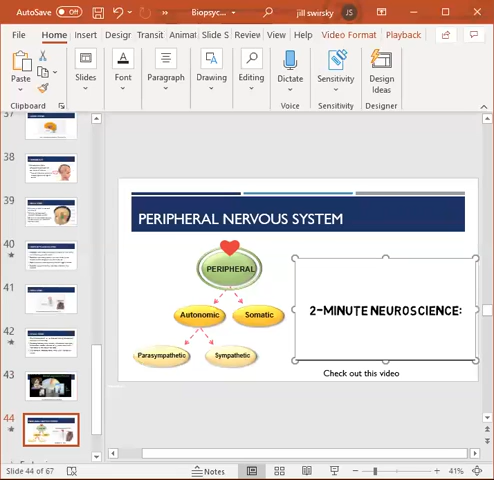 AutoSave Off Biopsyc... jill swirsky JS
File Home Insert Design Transit Animat Slide S Review View Help Video Format Playback
Paste Slides Font Paragraph Drawing Editing Dictate Sensitivity Design Ideas
Clipboard Voice Sensitivity Designer
37
38
39
40
41
42
43
44
PERIPHERAL NERVOUS SYSTEM
PERIPHERAL
Autonomic Somatic
Parasympathetic Sympathetic
2-MINUTE NEUROSCIENCE:
Check out this video
Slide 44 of 67 Notes 41%